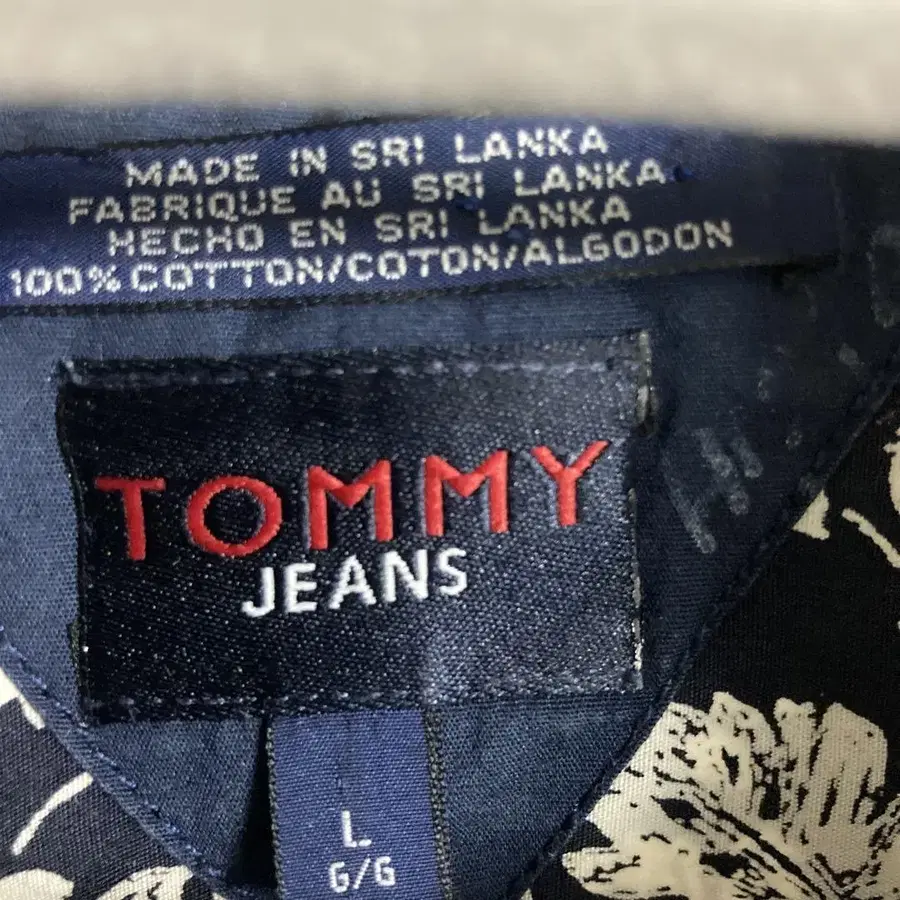 MADE IN SRI LANKA
FABRIQUE AU SRI LANKA
HECHO EN SRI LANKA
100% COTTON/COTON/ALGODON
TOMMY
JEANS
L
G/G